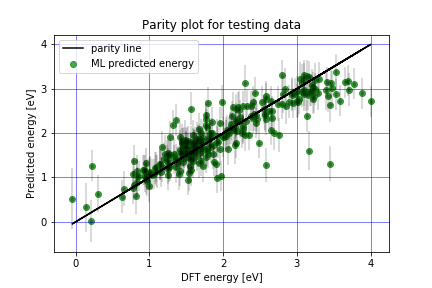 Parity plot for testing data
parity line
ML predicted energy
Predicted energy [eV]
4
3
2
1
0
0 1 2 3 4
DFT energy [eV]